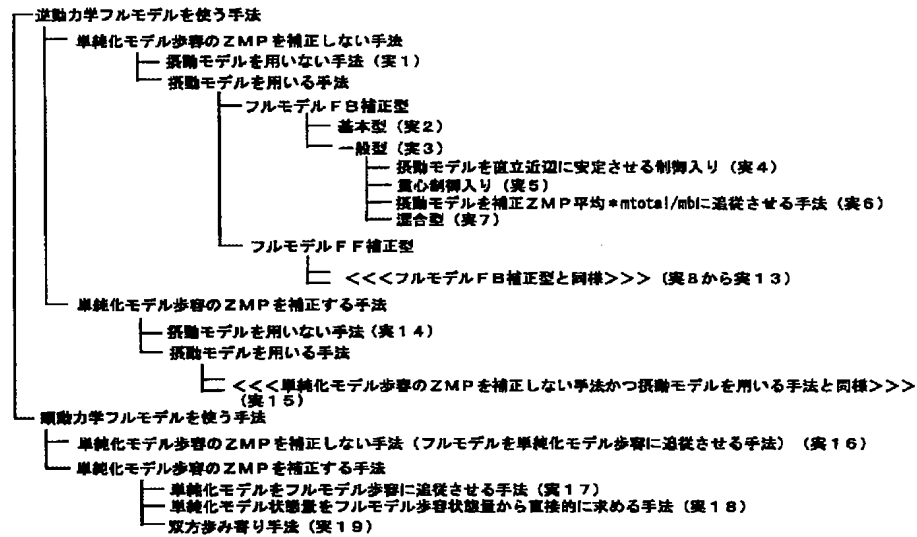 逆動力学フルモデルを使う手法
単純化モデル歩容のZMPを補正しない手法
摂動モデルを用いない手法(実1)
摂動モデルを用いる手法
フルモデルFB補正型
基本型(実2)
一般型(実3)
摂動モデルを直立近辺に安定させる制御入り(実4)
重心制御入り(実5)
摂動モデルを補正ZMP平均*mtotal/mbに追従させる手法(実6)
混合型(実7)
フルモデルFF補正型
<<<フルモデルFB補正型と同様>>>(実8から実13)
単純化モデル歩容のZMPを補正する手法
摂動モデルを用いない手法(実14)
摂動モデルを用いる手法
<<<単純化モデル歩容のZMPを補正しない手法かつ摂動モデルを用いる手法と同様>>>
(実15)
順動力学フルモデルを使う手法
単純化モデル歩容のZMPを補正しない手法(フルモデルを単純化モデル歩容に追従させる手法)(実16)
単純化モデル歩容のZMPを補正する手法
単純化モデルをフルモデル歩容に追従させる手法(実17)
単純化モデル状態量をフルモデル歩容状態量から直接的に求める手法(実18)
双方歩み寄り手法(実19)